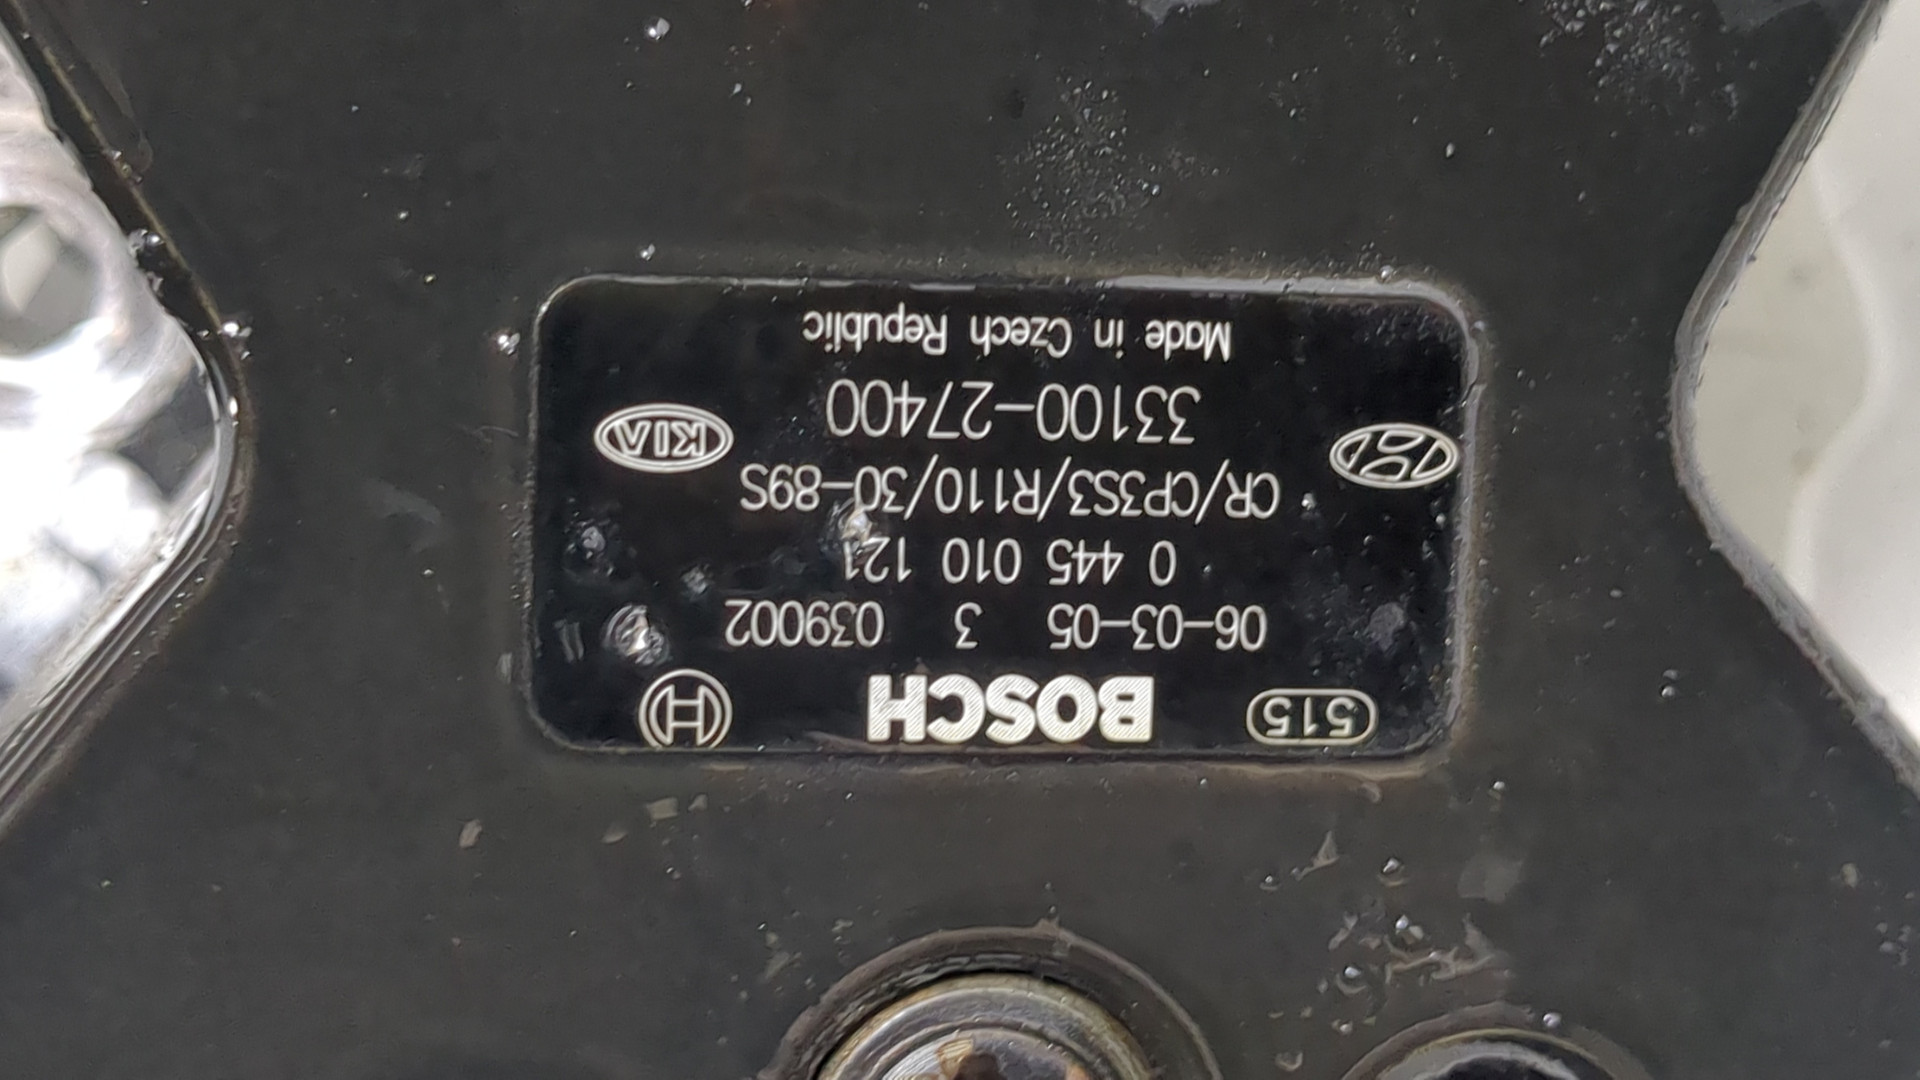 515 BOSCH
06-03-05 3 039002
0 445 010 121
CR/CP3S3/R110/30-89S
33100-27400
KIA
Made in Czech Republic